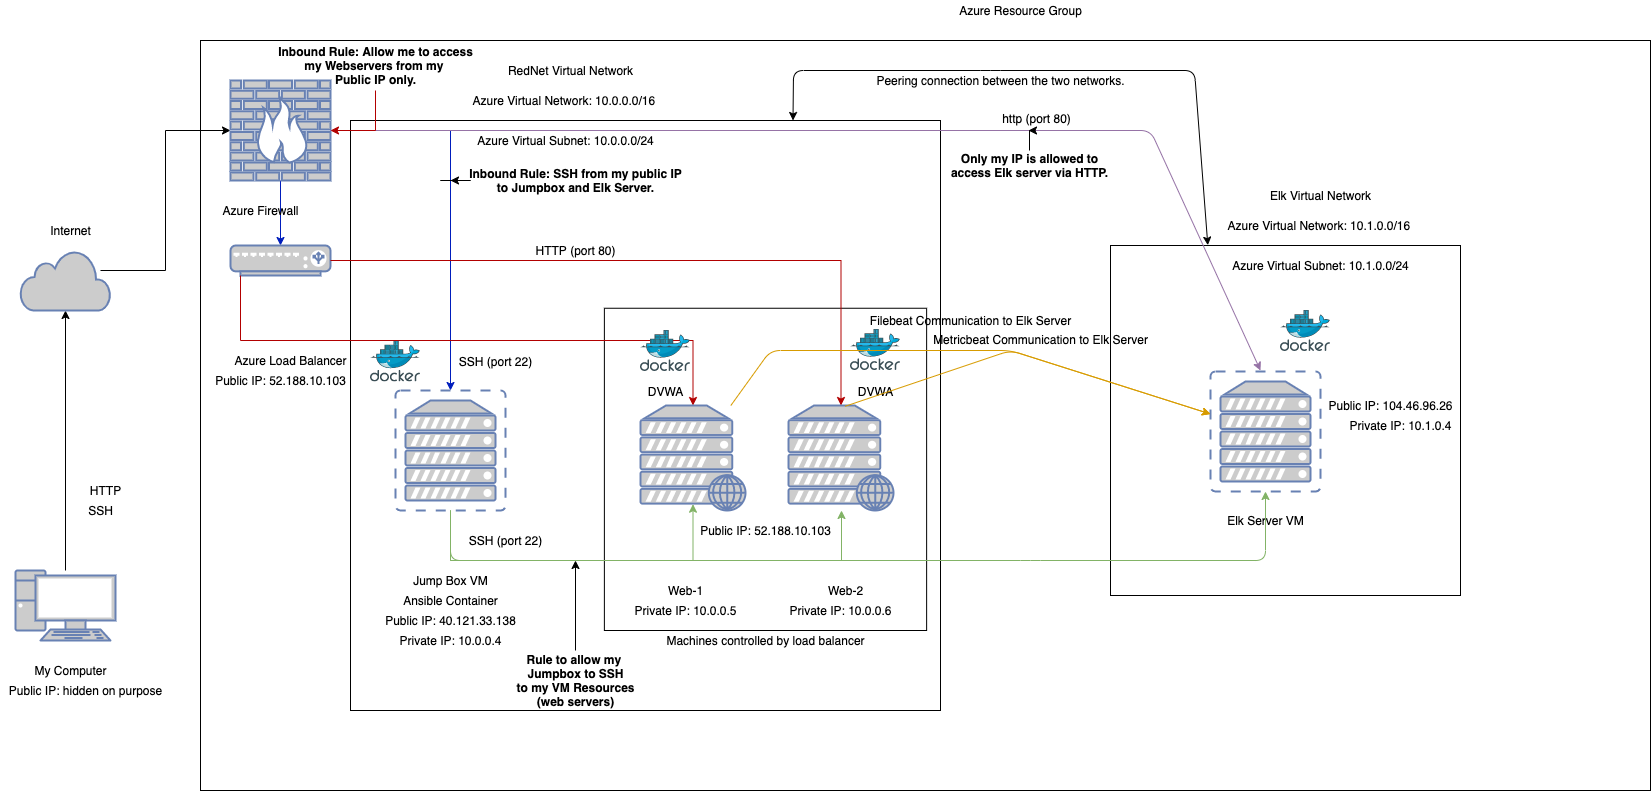 Azure Resource Group
Inbound Rule: Allow me to access
my Webservers from my
Public IP only.
RedNet Virtual Network
Azure Virtual Network: 10.0.0.0/16
Azure Virtual Subnet: 10.0.0.0/24
Peering connection between the two networks.
http (port 80)
Only my IP is allowed to
access Elk server via HTTP.
Inbound Rule: SSH from my public IP
to Jumpbox and Elk Server.
Elk Virtual Network
Azure Virtual Network: 10.1.0.0/16
Azure Virtual Subnet: 10.1.0.0/24
Azure Firewall
Internet
HTTP (port 80)
Filebeat Communication to Elk Server
Metricbeat Communication to Elk Server
Azure Load Balancer
Public IP: 52.188.10.103
docker
SSH (port 22)
docker
DVWA
docker
DVWA
docker
Public IP: 104.46.96.26
Private IP: 10.1.0.4
Elk Server VM
HTTP
SSH
SSH (port 22)
Public IP: 52.188.10.103
Jump Box VM
Ansible Container
Public IP: 40.121.33.138
Private IP: 10.0.0.4
Web-1
Private IP: 10.0.0.5
Web-2
Private IP: 10.0.0.6
Machines controlled by load balancer
Rule to allow my
Jumpbox to SSH
to my VM Resources
(web servers)
My Computer
Public IP: hidden on purpose